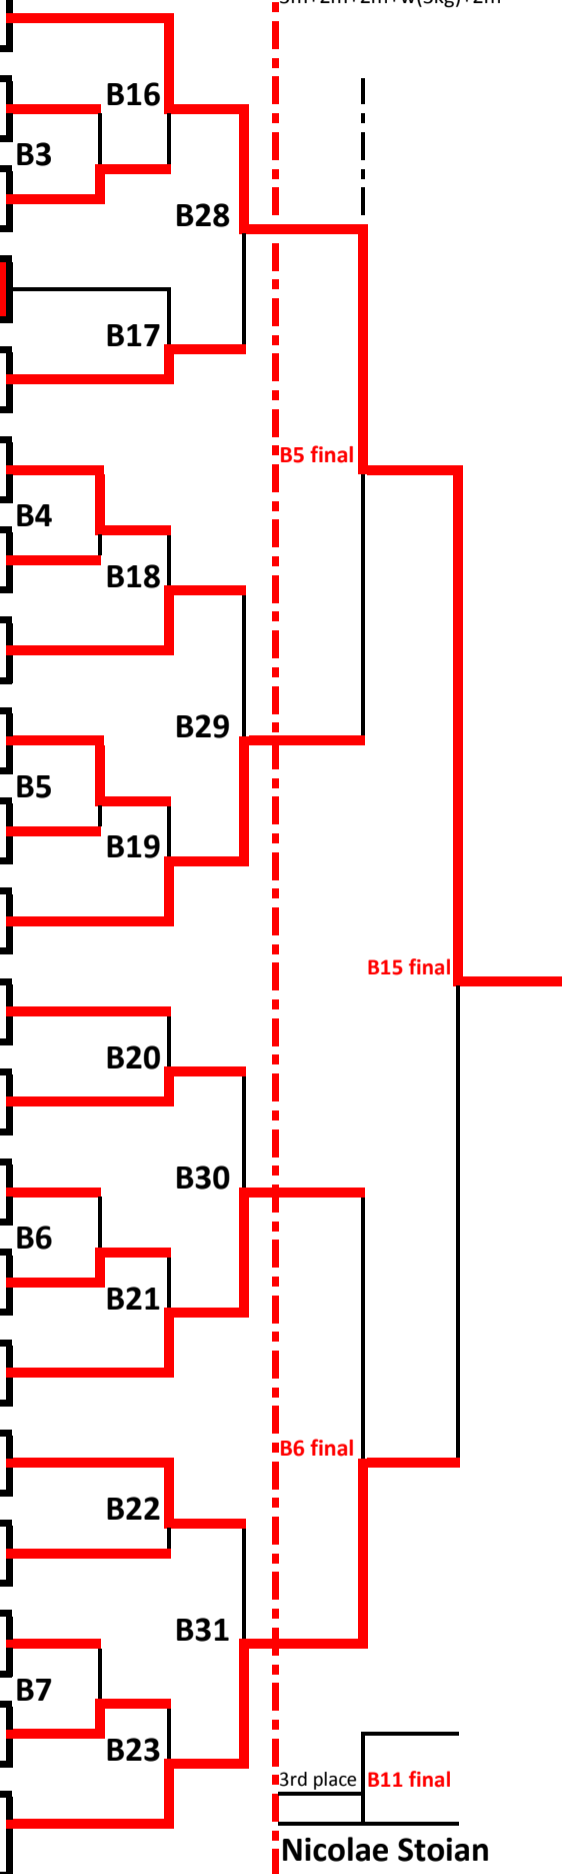 B16
B3
B28
B17
B5 final
B4
B18
B29
B5
B19
B15 final
B20
B30
B6
B21
B6 final
B22
B31
B7
B23
3rd place
B11 final
Nicolae Stoian